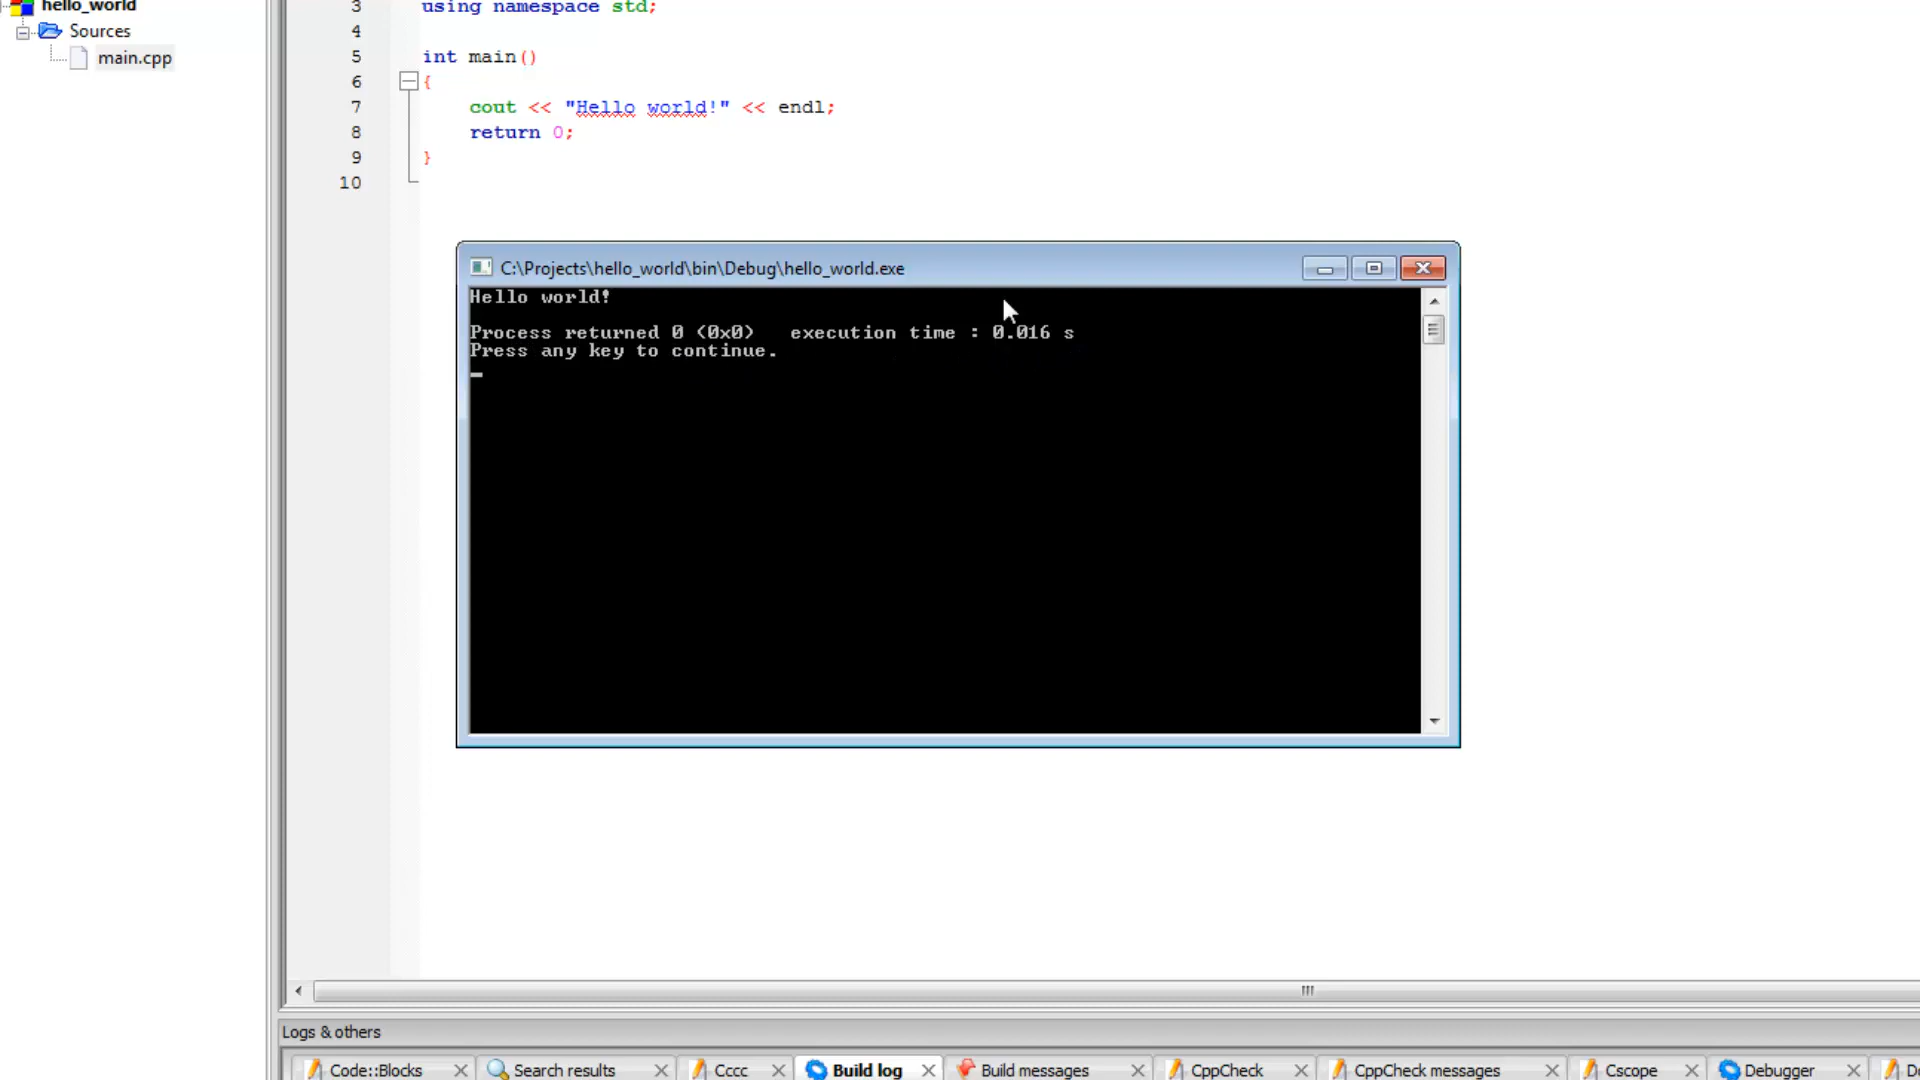 hello_world
Sources
main.cpp
3 using namespace std;
4
5 int main()
6 {
7 cout << "Hello world!" << endl;
8 return 0;
9 }
10
C:\Projects\hello_world\bin\Debug\hello_world.exe
Hello world!
Process returned 0 (0x0) execution time : 0.016 s
Press any key to continue.
Logs & others
Code::Blocks Search results Cccc Build log Build messages CppCheck CppCheck messages Cscope Debugger